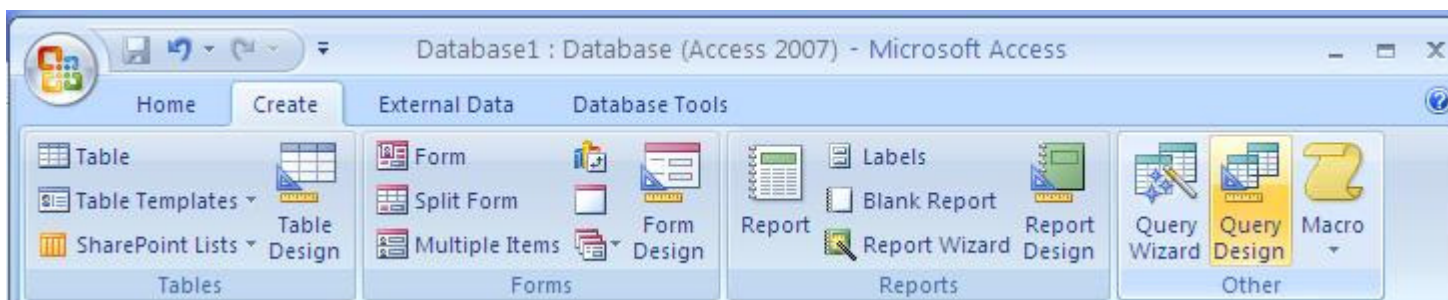 Database1 : Database (Access 2007) - Microsoft Access
Home Create External Data Database Tools
Table
Table Templates
SharePoint Lists
Table
Design
Tables
Form
Split Form
Multiple Items
Form
Design
Forms
Report
Labels
Blank Report
Report Wizard
Report
Design
Reports
Query
Wizard
Query
Design
Macro
Other